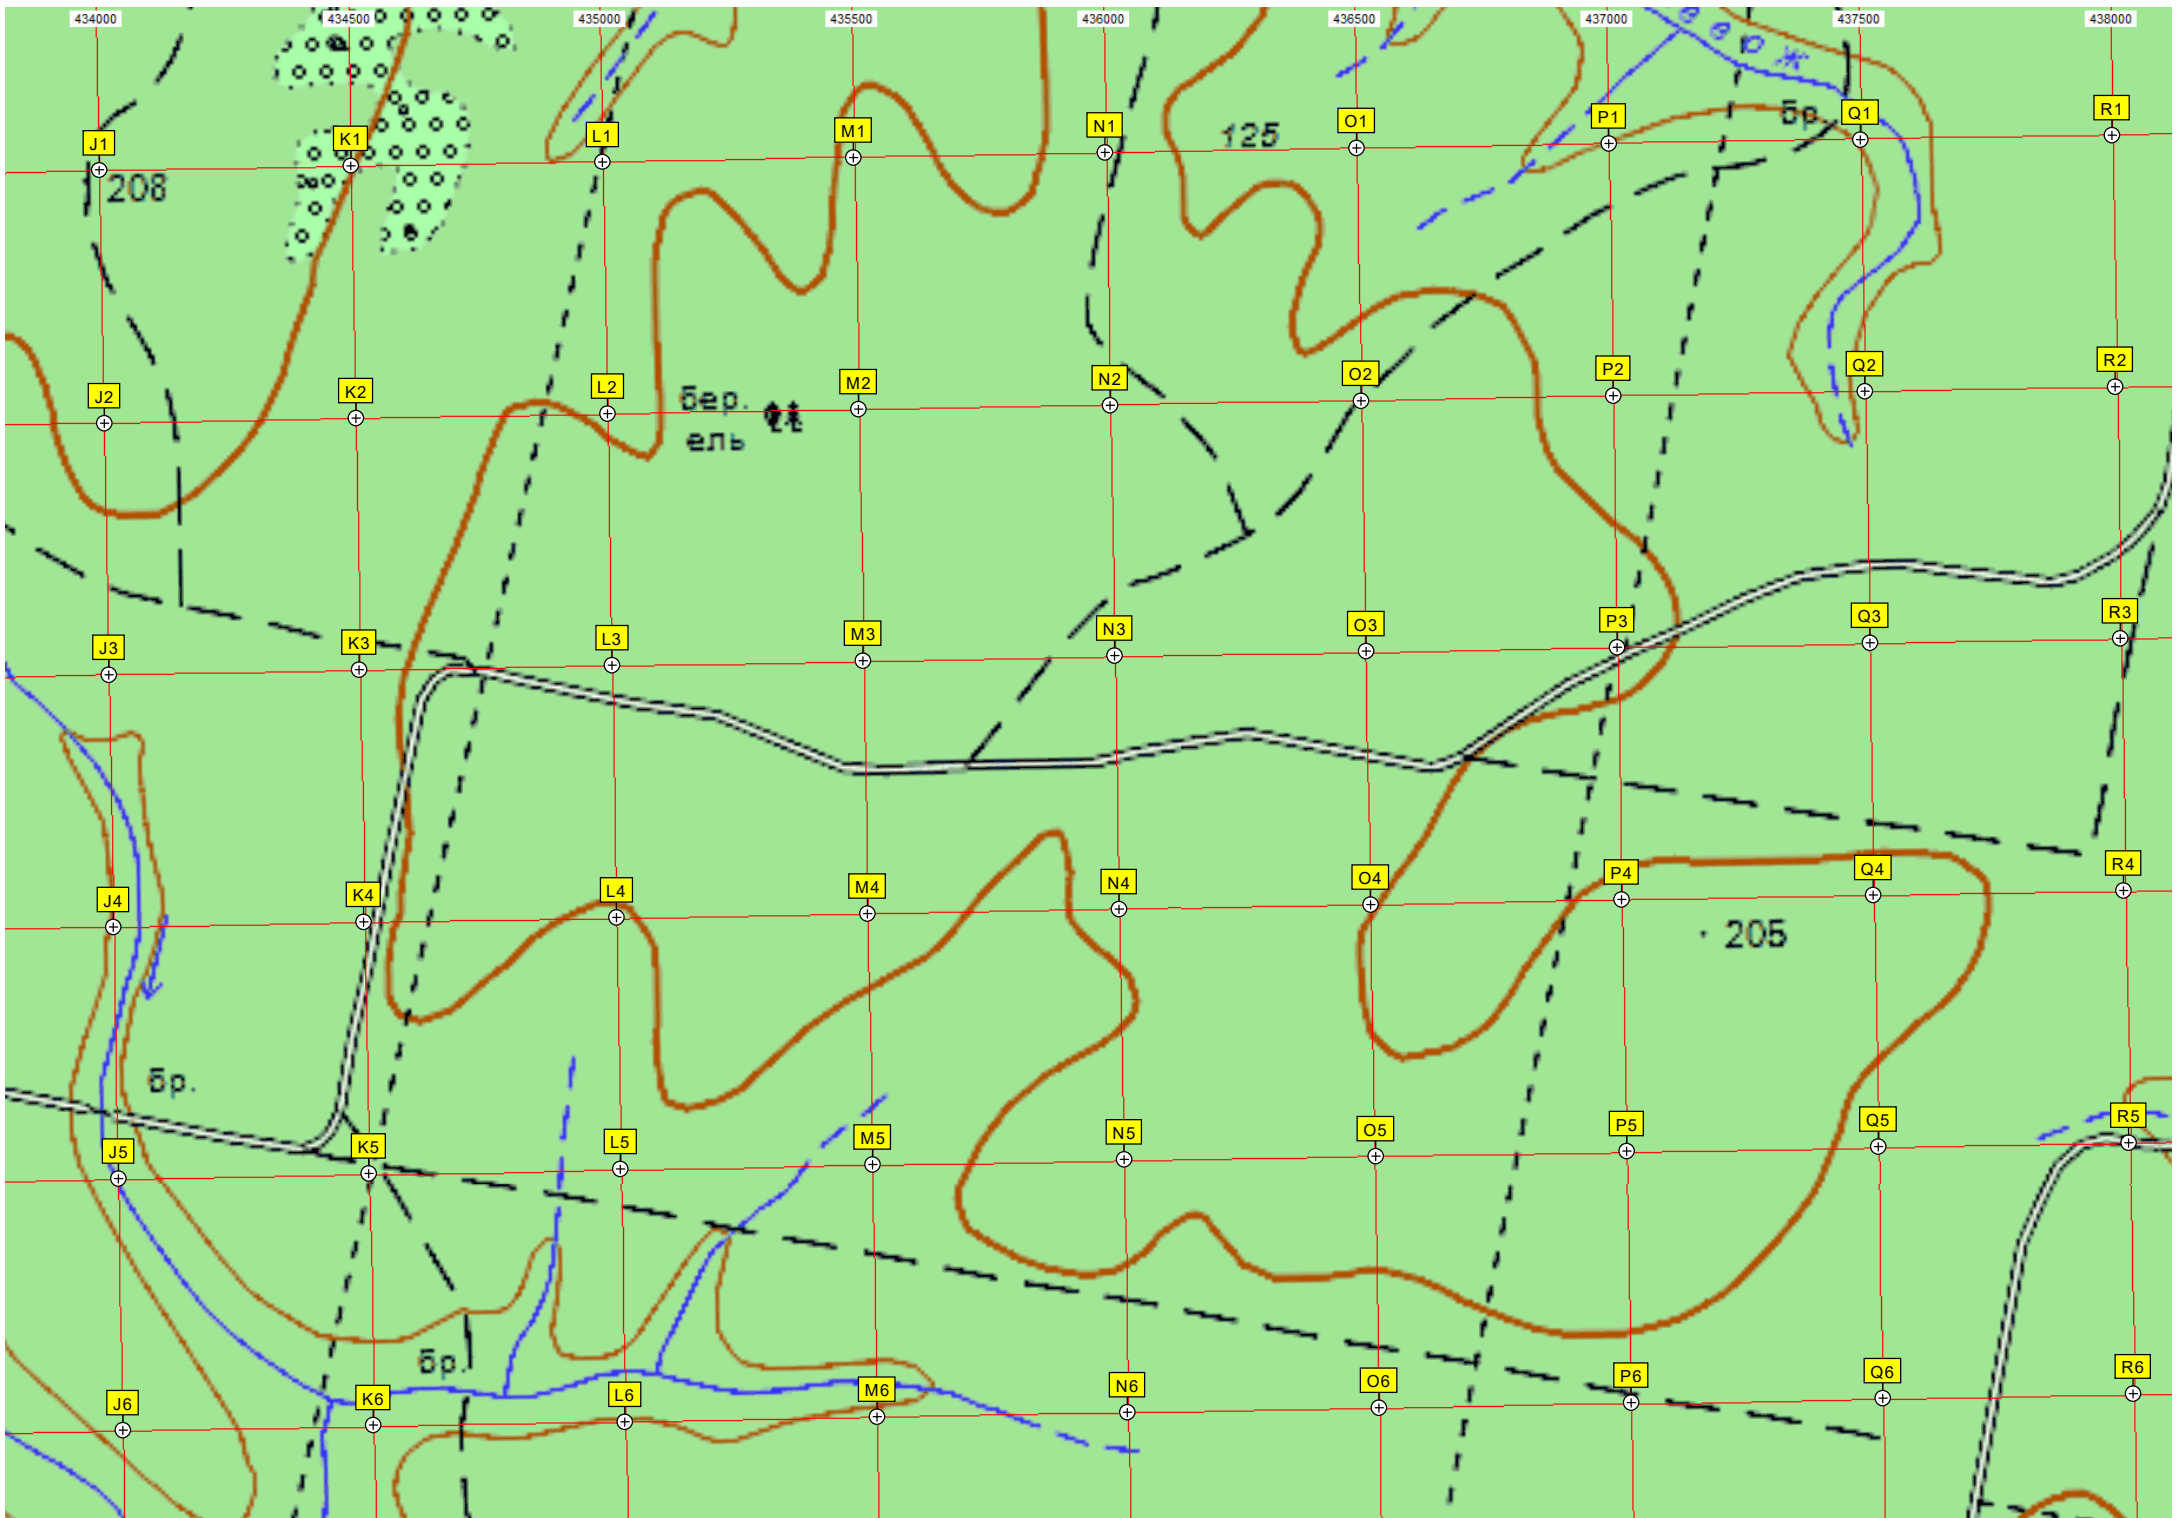 434000 434500 435000 435500 436000 436500 437000 437500 438000
в ю р ж
бр
J1 K1 L1 M1 N1 O1 P1 Q1 R1
125
208
J2 K2 L2 M2 N2 O2 P2 Q2 R2
бер.
ель
J3 K3 L3 M3 N3 O3 P3 Q3 R3
J4 K4 L4 M4 N4 O4 P4 Q4 R4
205
бр.
J5 K5 L5 M5 N5 O5 P5 Q5 R5
бр.
J6 K6 L6 M6 N6 O6 P6 Q6 R6